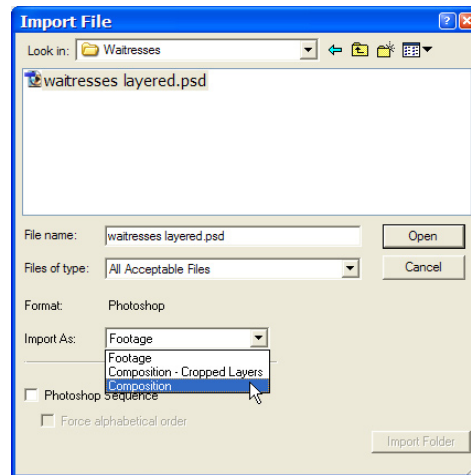 Import File
Look in: Waitresses
waitresses layered.psd
File name: waitresses layered.psd Open
Files of type: All Acceptable Files Cancel
Format: Photoshop
Import As: Footage
Footage
Composition - Cropped Layers
Composition
Photoshop Sequence
Force alphabetical order
Import Folder